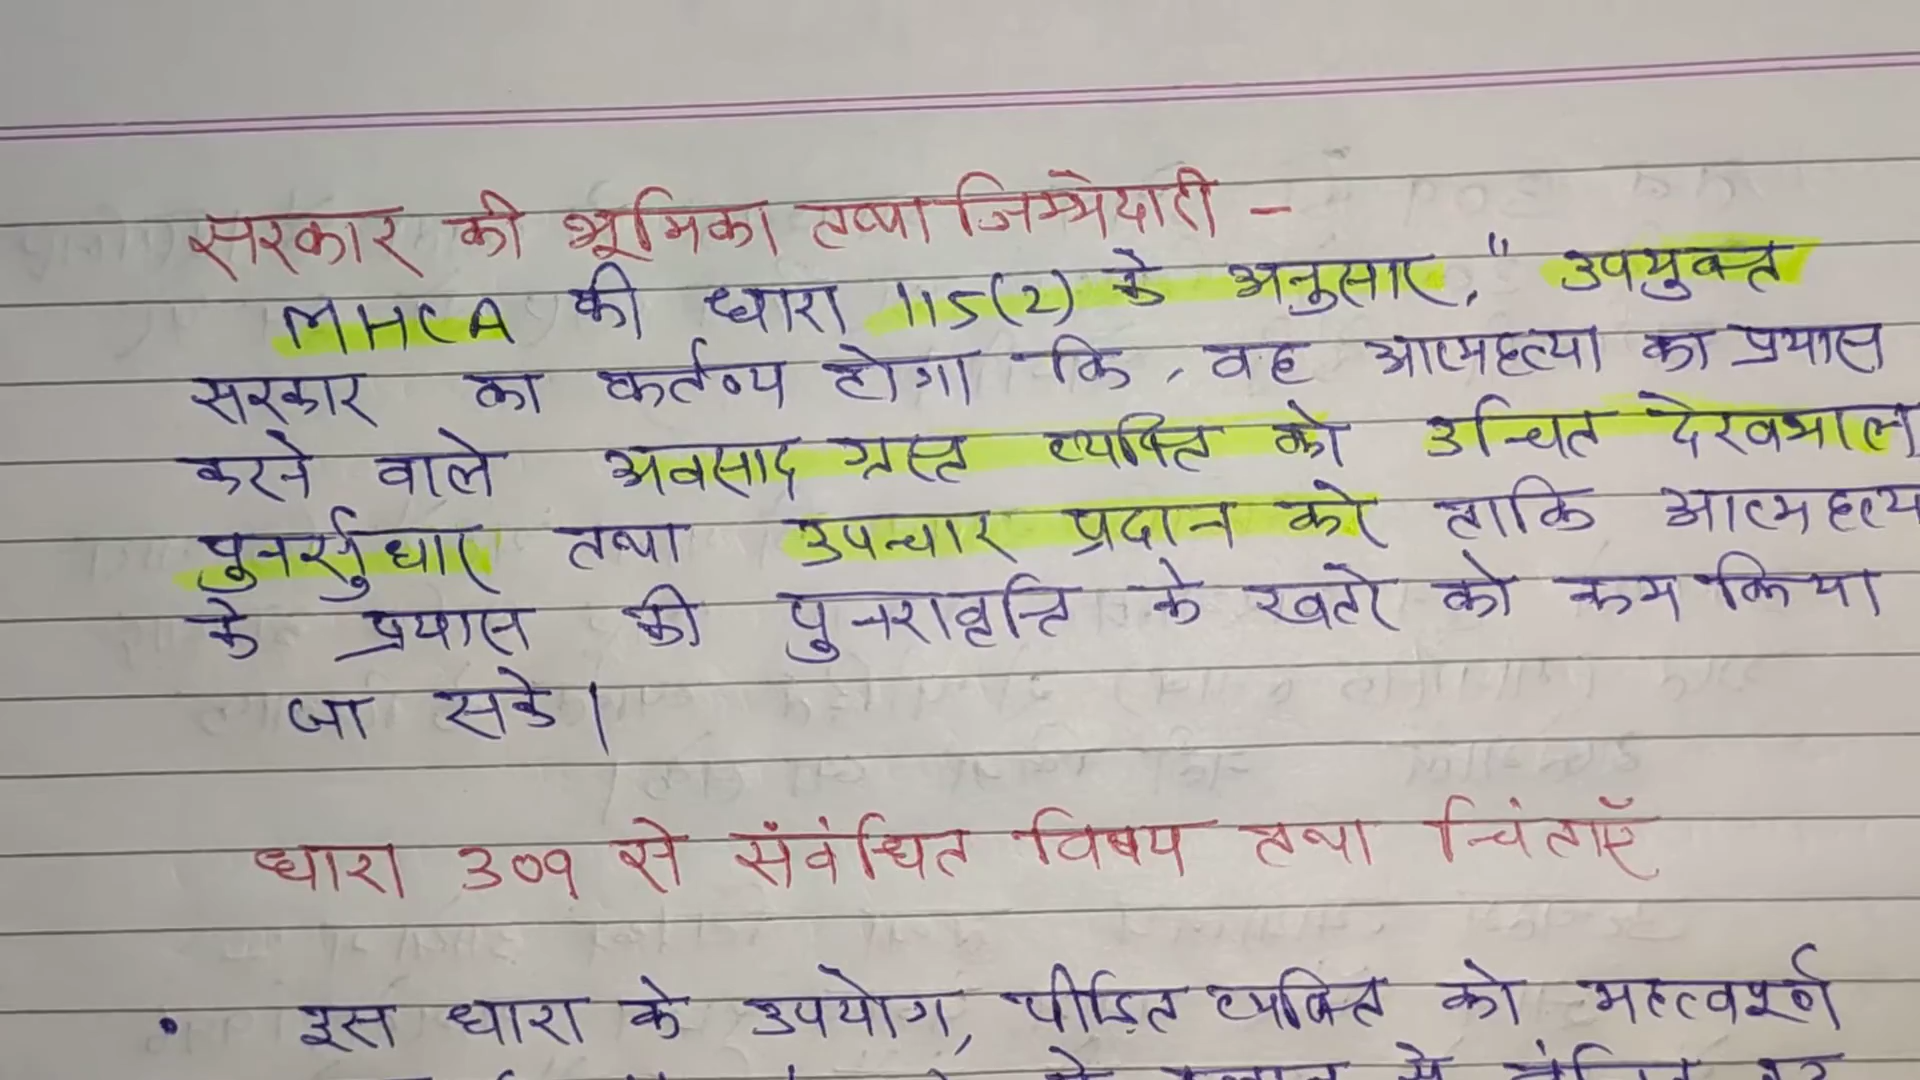 सरकार की भूमिका तथा जिम्मेदारी -
MHCA की धारा 115(2) के अनुसार, " उपयुक्त
सरकार का कर्तव्य होगा कि, वह आत्महत्या का प्रयास
करने वाले अवसाद ग्रस्त व्यक्ति को उचित देखभाल
पुनर्सुधार तथा उपचार प्रदान करे ताकि आत्महत्य
के प्रयास की पुनरावृत्ति के खतरे को कम किया
जा सके।
धारा 309 से संबंधित विषय तथा चिंताएँ
• इस धारा के उपयोग, पीड़ित व्यक्ति को महत्वपूर्ण